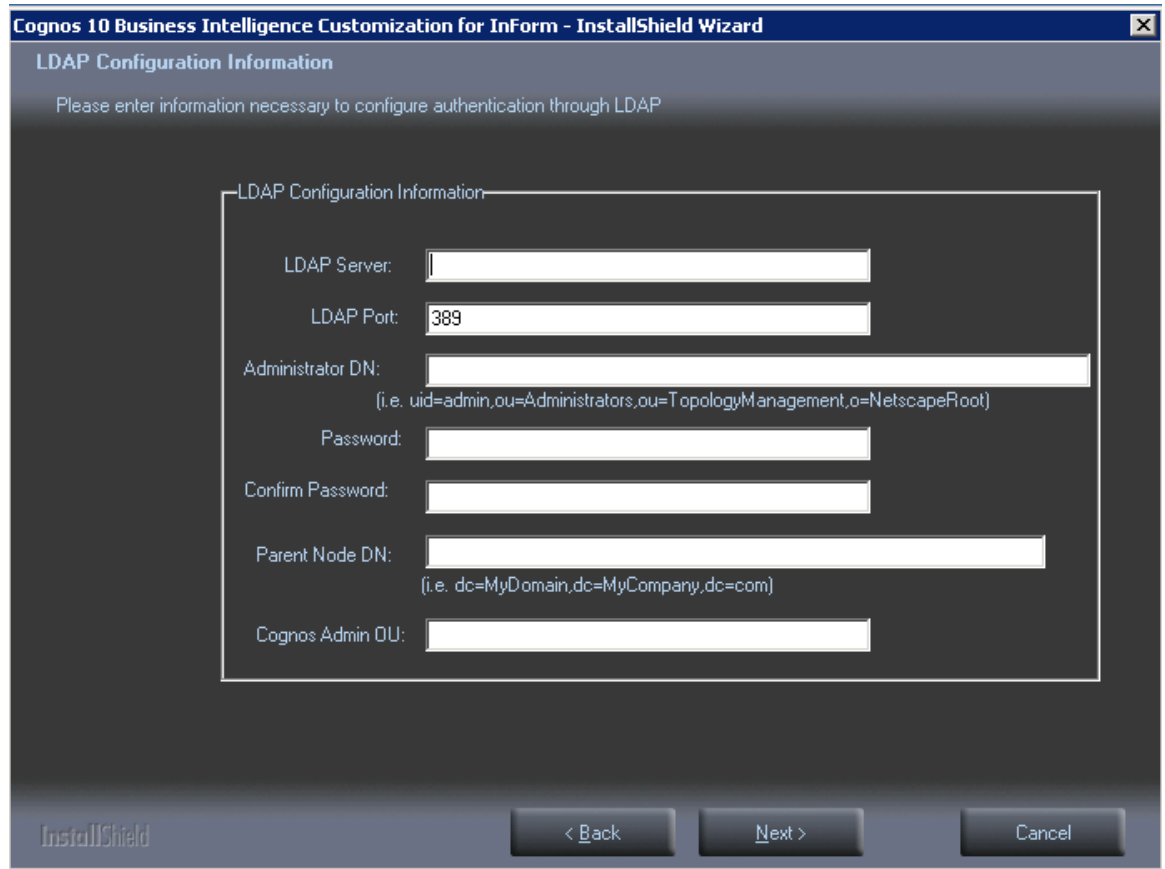 Cognos 10 Business Intelligence Customization for InForm - InstallShield Wizard
LDAP Configuration Information
Please enter information necessary to configure authentication through LDAP
LDAP Configuration Information
LDAP Server:
LDAP Port: 389
Administrator DN:
(i.e. uid=admin,ou=Administrators,ou=TopologyManagement,o=NetscapeRoot)
Password:
Confirm Password:
Parent Node DN:
(i.e. dc=MyDomain,dc=MyCompany,dc=com)
Cognos Admin OU:
InstallShield
< Back Next > Cancel